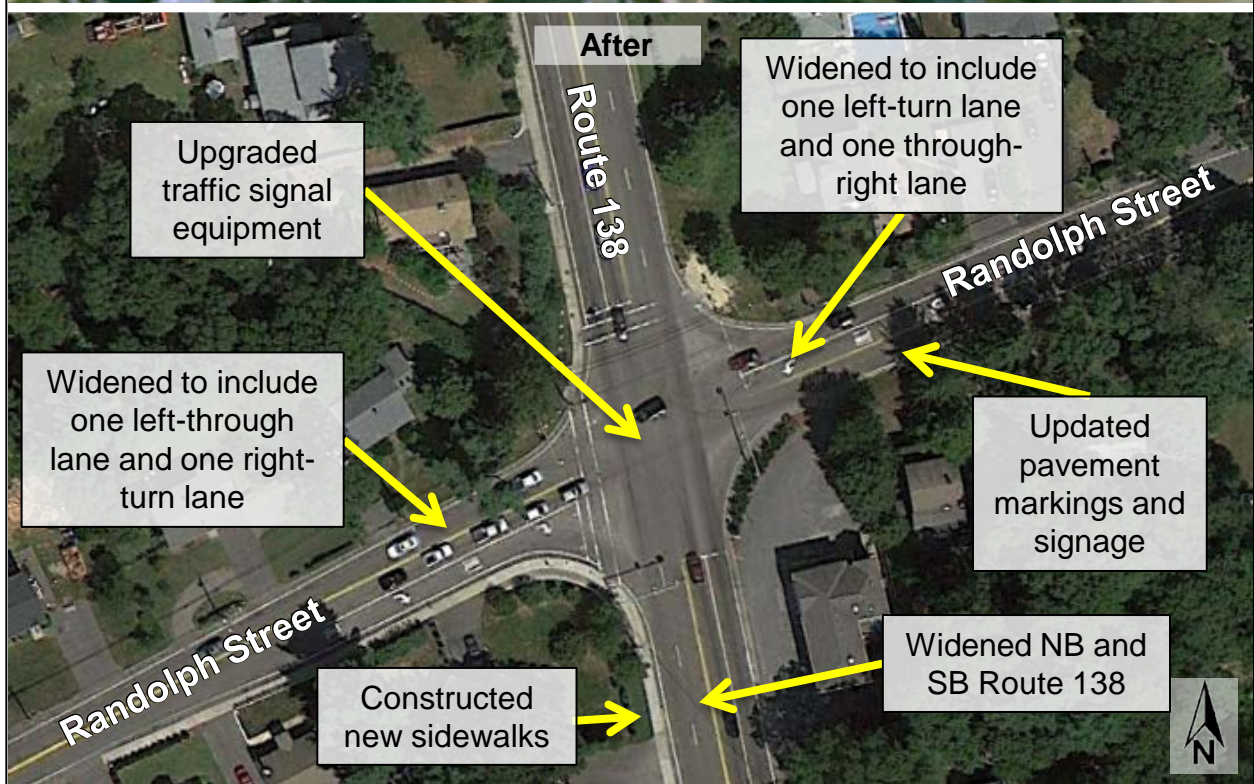 After
Route 138
Widened to include
one left-turn lane
and one through-
right lane
Upgraded
traffic signal
equipment
Randolph Street
Widened to include
one left-through
lane and one right-
turn lane
Updated
pavement
markings and
signage
Randolph Street
Constructed
new sidewalks
Widened NB and
SB Route 138
N